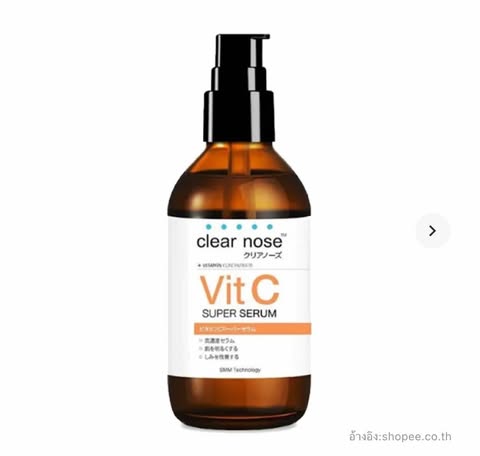 clear nose™
クリアノーズ
+ VITAMIN CONCENTRATE
Vit C
SUPER SERUM
ビタミンCスーパーセラム
高濃度セラム
肌を明るくする
しみを改善する
SMM Technology
อ้างอิง:shopee.co.th